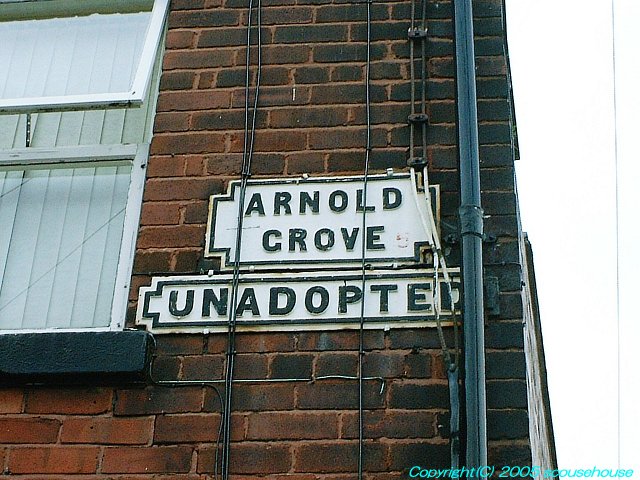 ARNOLD
GROVE
UNADOPTED
Copyright(C) 2005 scousehouse